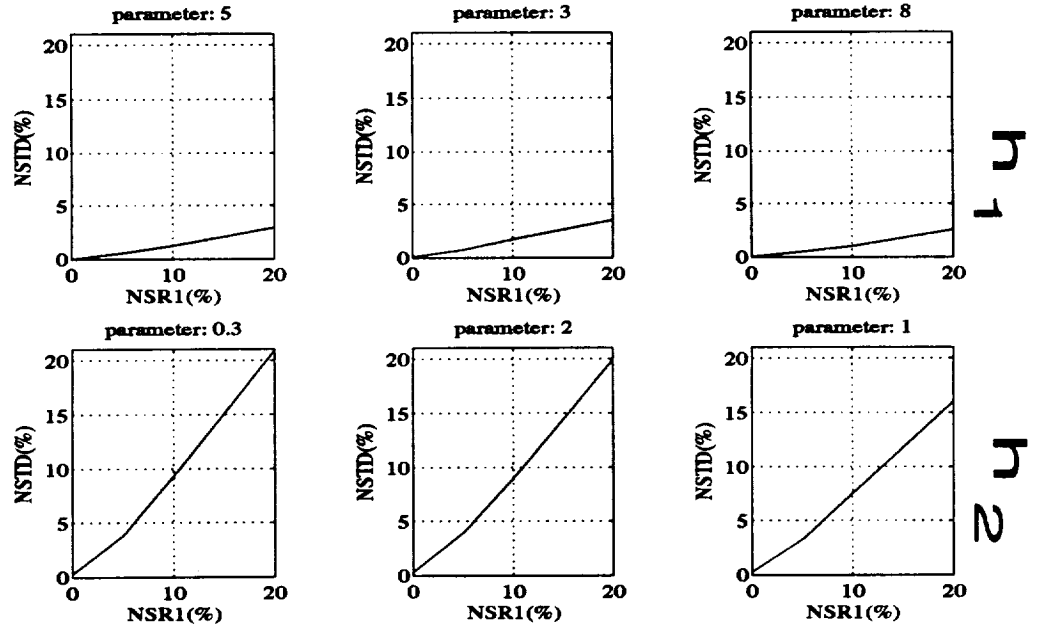 parameter: 5
parameter: 3
parameter: 8
20
15
10
5
0
NSTD(%)
0 10 20
NSR1(%)
20
15
10
5
0
NSTD(%)
0 10 20
NSR1(%)
20
15
10
5
0
NSTD(%)
0 10 20
NSR1(%)
h 1
parameter: 0.3
parameter: 2
parameter: 1
20
15
10
5
0
NSTD(%)
0 10 20
NSR1(%)
20
15
10
5
0
NSTD(%)
0 10 20
NSR1(%)
20
15
10
5
0
NSTD(%)
0 10 20
NSR1(%)
h 2